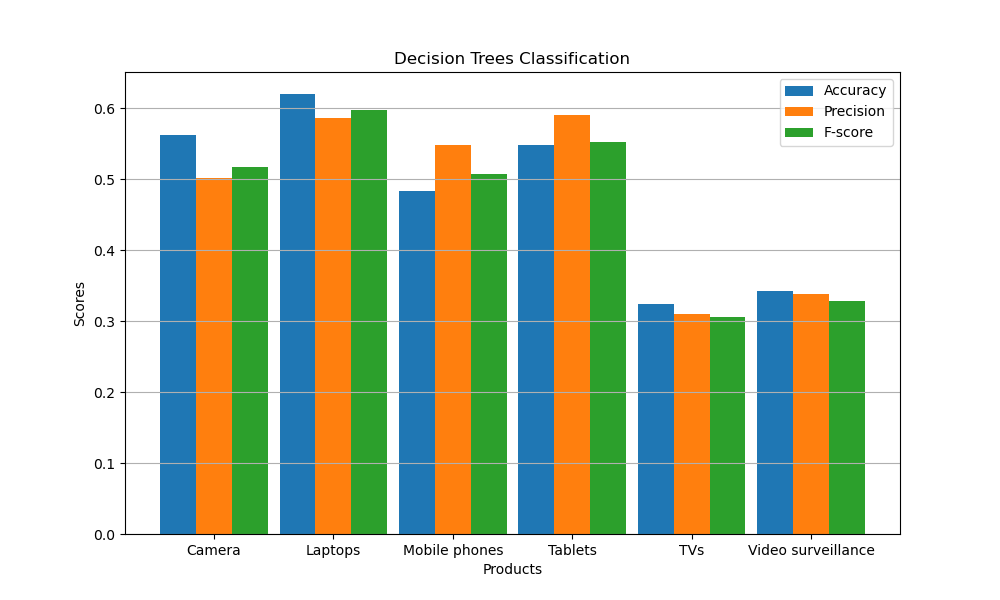 Decision Trees Classification
Accuracy
Precision
F-score
Scores
0.6
0.5
0.4
0.3
0.2
0.1
0.0
Camera Laptops Mobile phones Tablets TVs Video surveillance
Products